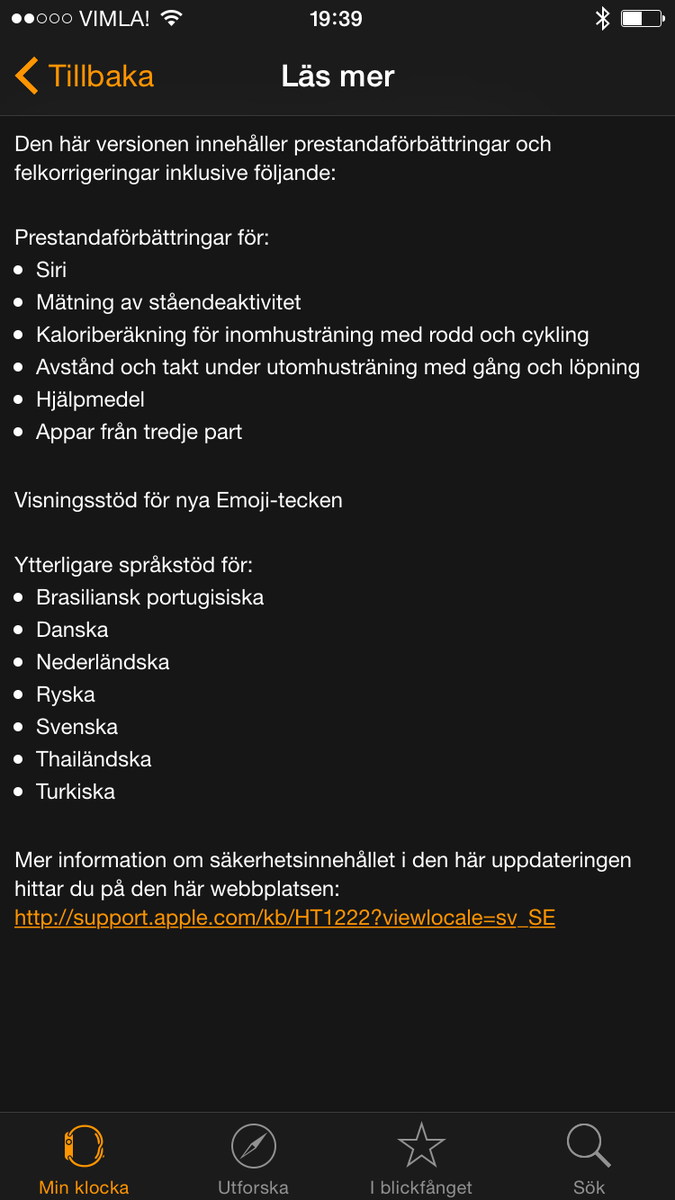 VIMLA! 19:39
Tillbaka Läs mer
Den här versionen innehåller prestandaförbättringar och
felkorrigeringar inklusive följande:
Prestandaförbättringar för:
• Siri
• Mätning av ståendeaktivitet
• Kaloriberäkning för inomhusträning med rodd och cykling
• Avstånd och takt under utomhusträning med gång och löpning
• Hjälpmedel
• Appar från tredje part
Visningsstöd för nya Emoji-tecken
Ytterligare språkstöd för:
• Brasiliansk portugisiska
• Danska
• Nederländska
• Ryska
• Svenska
• Thailändska
• Turkiska
Mer information om säkerhetsinnehållet i den här uppdateringen
hittar du på den här webbplatsen:
http://support.apple.com/kb/HT1222?viewlocale=sv_SE
Min klocka Utforska I blickfånget Sök